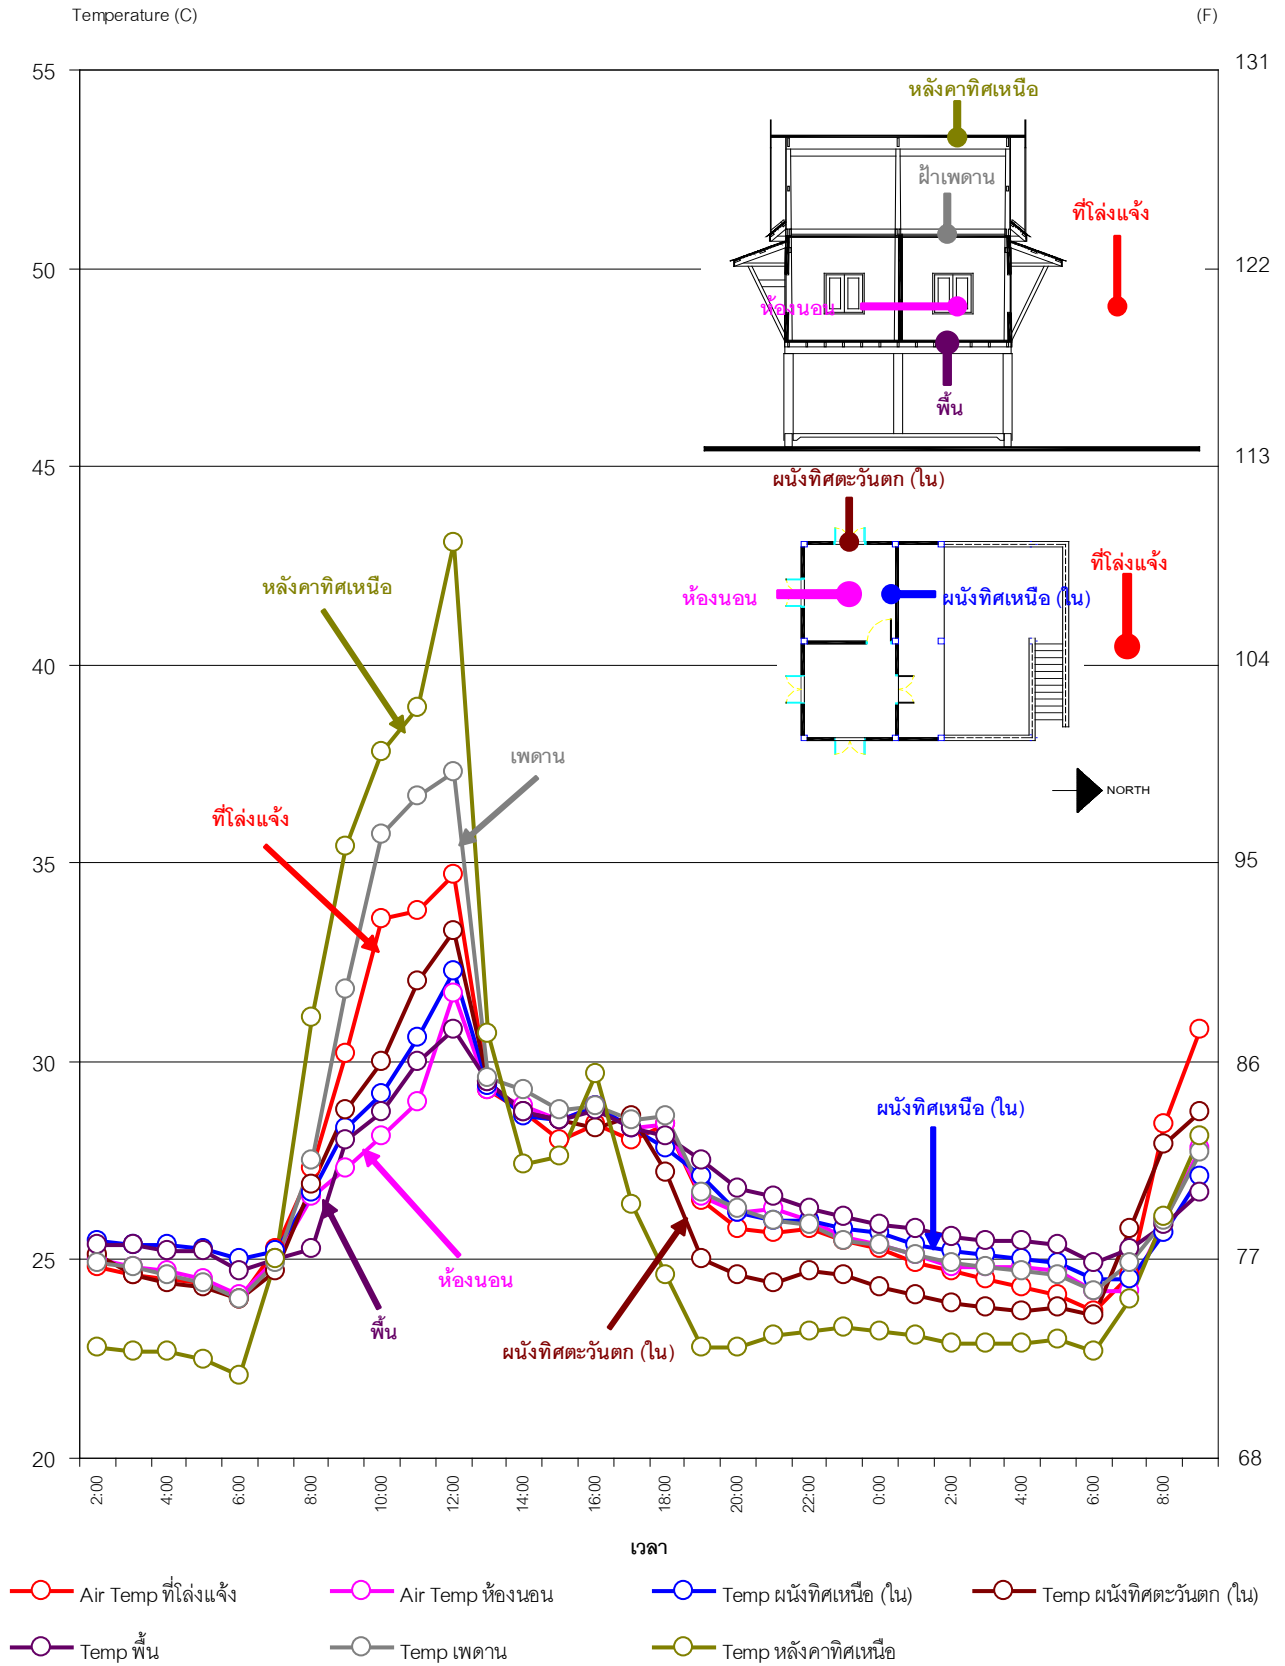 Temperature (C) (F)
55 131
หลังคาทิศเหนือ
ฝ้าเพดาน
ที่โล่งแจ้ง
50 122
ห้องนอน
พื้น
45 113
ผนังทิศตะวันตก (ใน)
ที่โล่งแจ้ง
หลังคาทิศเหนือ
ห้องนอน ผนังทิศเหนือ (ใน)
40 104
เพดาน
NORTH
ที่โล่งแจ้ง
35 95
30 86
ผนังทิศเหนือ (ใน)
25 77
ห้องนอน
พื้น
ผนังทิศตะวันตก (ใน)
20 68
2:00 4:00 6:00 8:00 10:00 12:00 14:00 16:00 18:00 20:00 22:00 0:00 2:00 4:00 6:00 8:00
เวลา
Air Temp ที่โล่งแจ้ง Air Temp ห้องนอน Temp ผนังทิศเหนือ (ใน) Temp ผนังทิศตะวันตก (ใน)
Temp พื้น Temp เพดาน Temp หลังคาทิศเหนือ